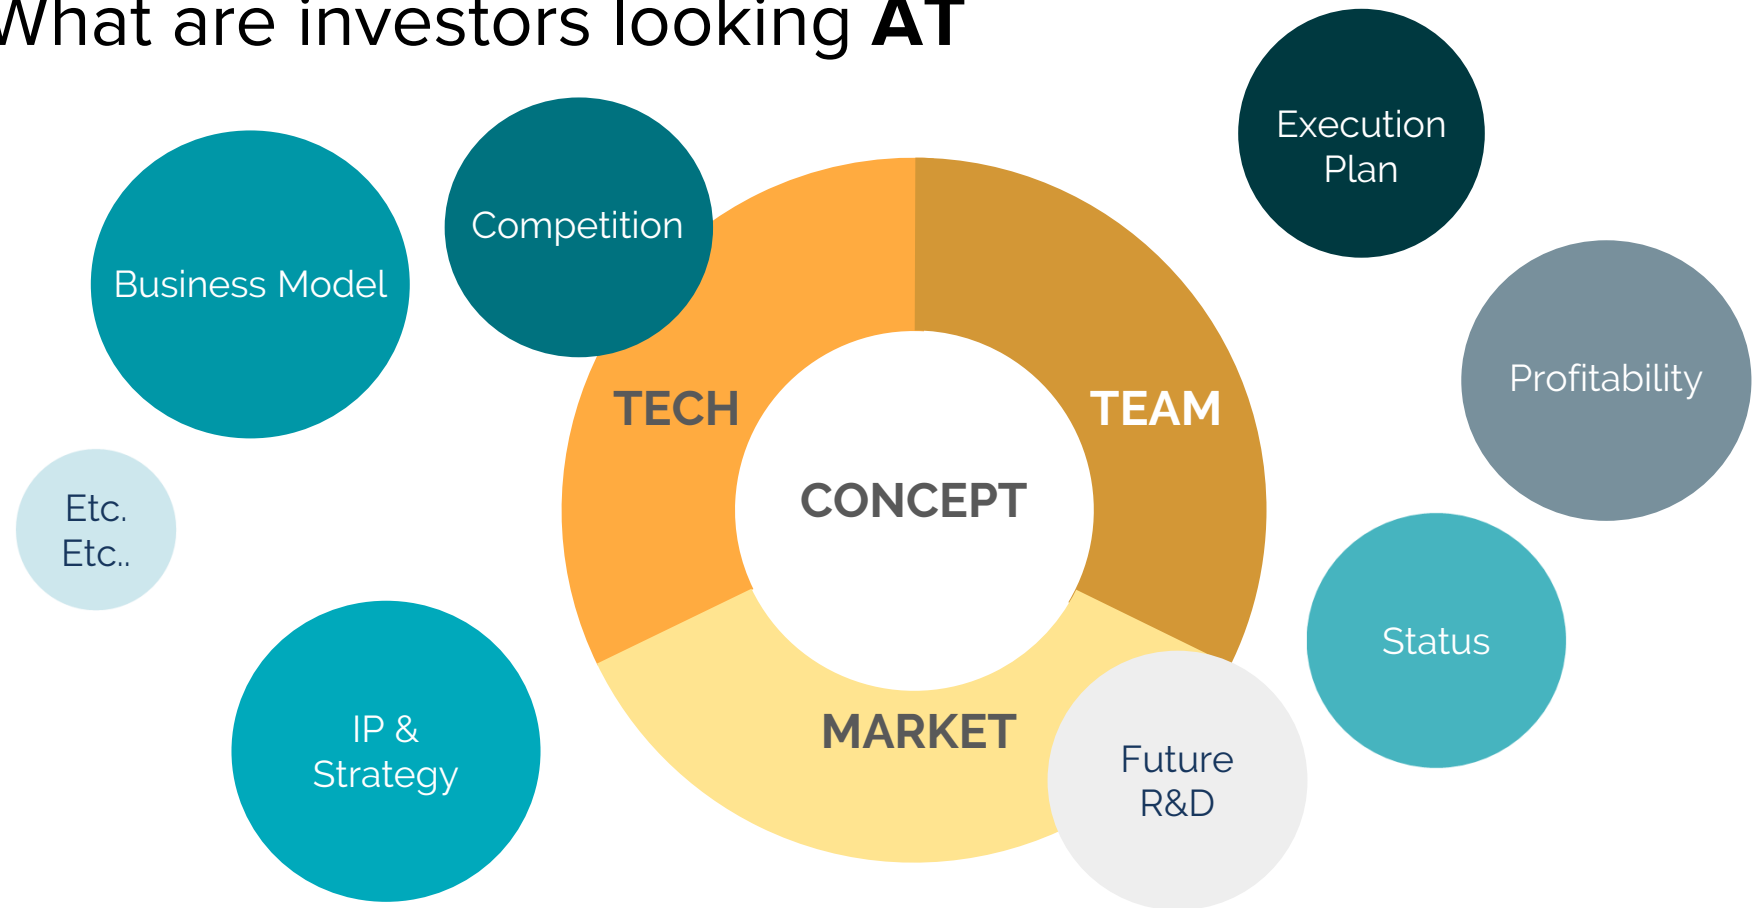 What are investors looking AT
Execution
Plan
Competition
Business Model
Profitability
TECH
TEAM
CONCEPT
Etc.
Etc..
Status
IP &
Strategy
MARKET
Future
R&D